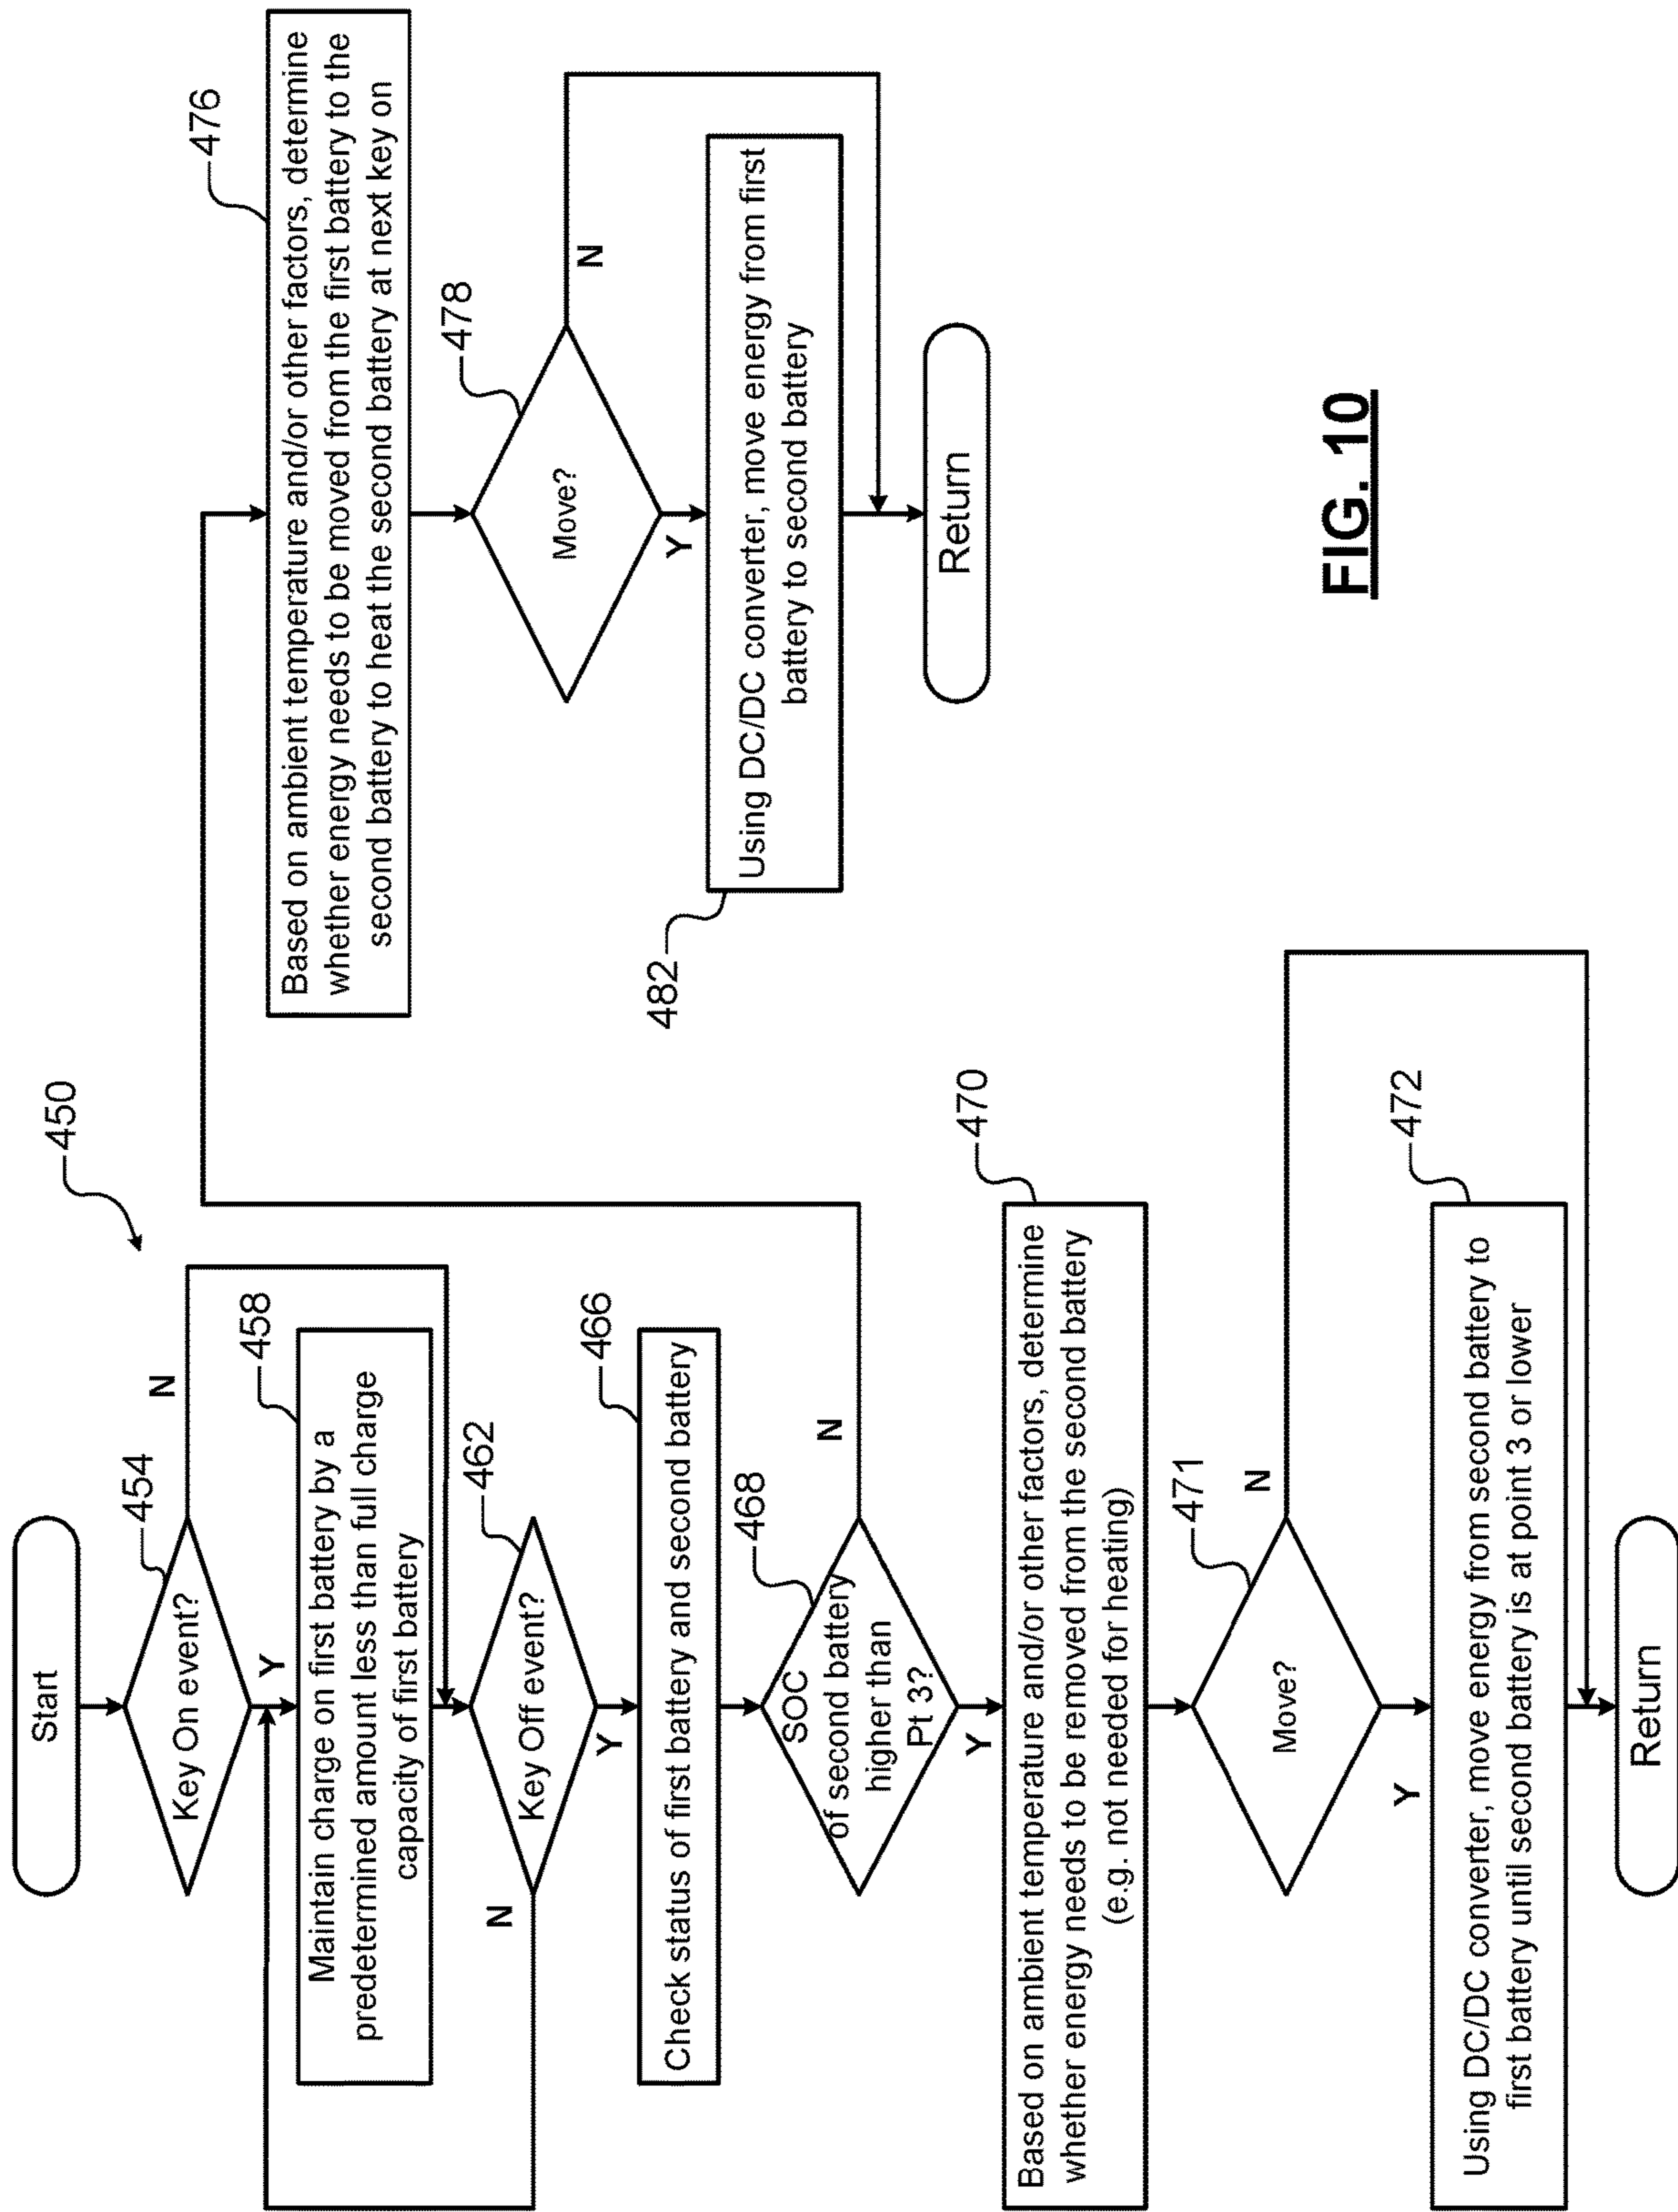 450
Start
454
Key On event?
N
Y
458
Maintain charge on first battery by a
predetermined amount less than full charge
capacity of first battery
462
Key Off event?
N
Y
466
Check status of first battery and second battery
468
SOC
of second battery
higher than
Pt 3?
N
Y
470
Based on ambient temperature and/or other factors, determine
whether energy needs to be removed from the second battery
(e.g. not needed for heating)
471
Move?
N
Y
472
Using DC/DC converter, move energy from second battery to
first battery until second battery is at point 3 or lower
Return
476
Based on ambient temperature and/or other factors, determine
whether energy needs to be moved from the first battery to the
second battery to heat the second battery at next key on
478
Move?
N
Y
482
Using DC/DC converter, move energy from first
battery to second battery
Return
FIG. 10